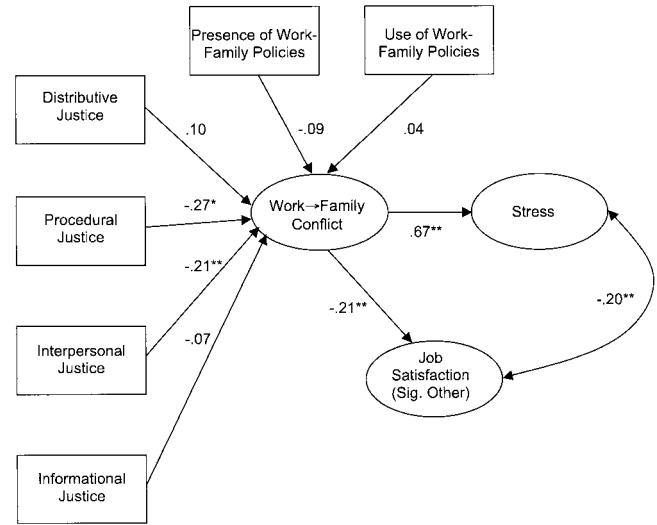 Presence of Work-
Family Policies
Use of Work-
Family Policies
Distributive
Justice
.10
-.09
.04
Procedural
Justice
-.27*
Work→Family
Conflict
.67**
Stress
-.21**
-.21**
-.20**
Interpersonal
Justice
-.07
Job
Satisfaction
(Sig. Other)
Informational
Justice